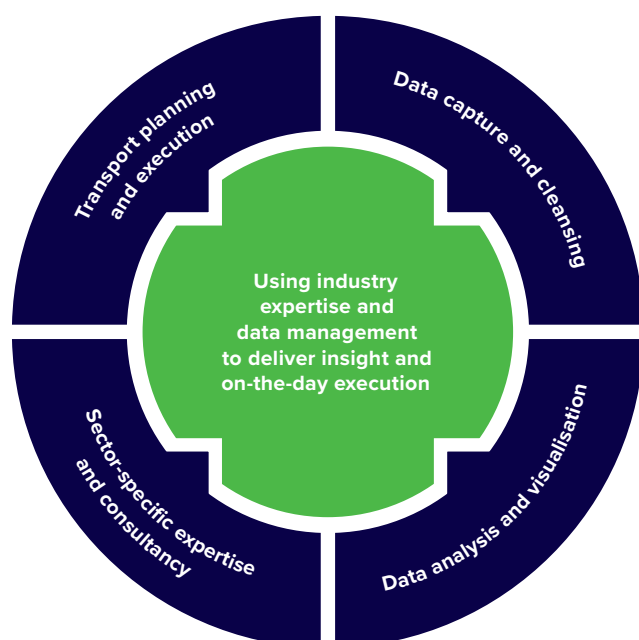 Transport planning
and execution
Data capture and cleansing
Using industry
expertise and
data management
to deliver insight and
on-the-day execution
Sector-specific expertise
and consultancy
Data analysis and visualisation